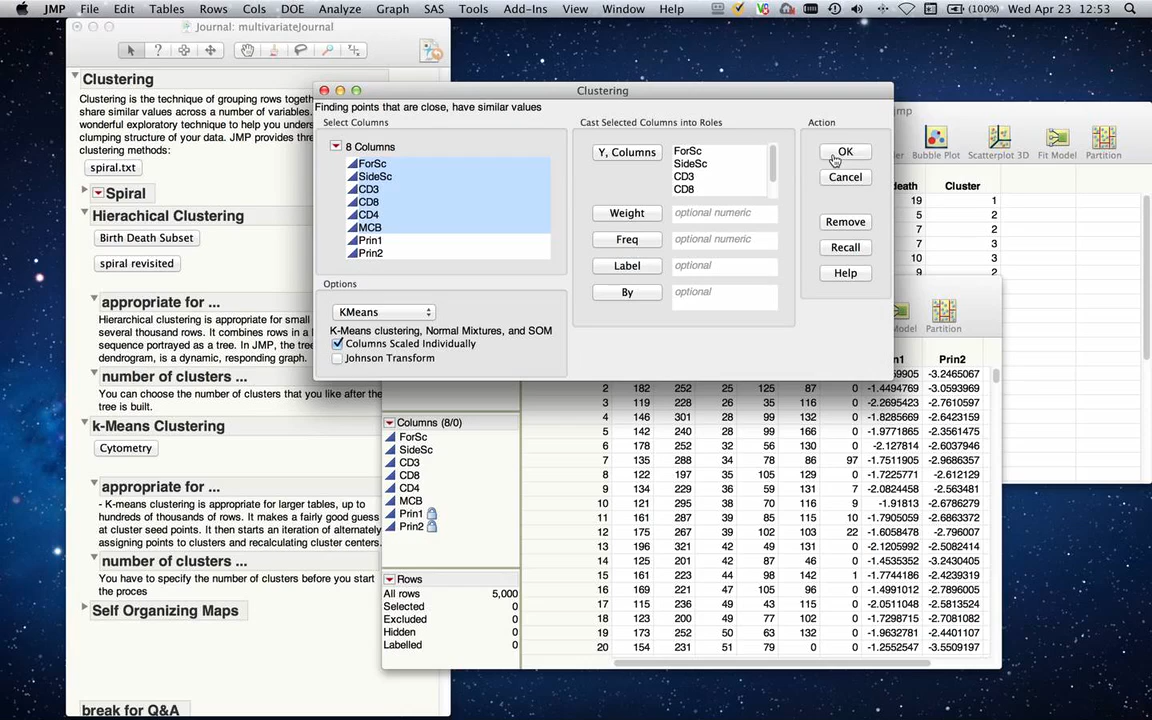 JMP File Edit Tables Rows Cols DOE Analyze Graph SAS Tools Add-Ins View Window Help (100%) Wed Apr 23 12:53
Journal: multivariateJournal
Clustering
Clustering is the technique of grouping rows togeth
share similar values across a number of variables.
wonderful exploratory technique to help you unders
clumping structure of your data. JMP provides thre
clustering methods:
spiral.txt
Spiral
Hierachical Clustering
Birth Death Subset
spiral revisited
appropriate for ...
Hierarchical clustering is appropriate for small
several thousand rows. It combines rows in a
sequence portrayed as a tree. In JMP, the tre
dendrogram, is a dynamic, responding graph.
number of clusters ...
You can choose the number of clusters that you like after the
tree is built.
k-Means Clustering
Cytometry
appropriate for ...
- K-means clustering is appropriate for larger tables, up to
hundreds of thousands of rows. It makes a fairly good guess
at cluster seed points. It then starts an iteration of alternately
assigning points to clusters and recalculating cluster centers.
number of clusters ...
You have to specify the number of clusters before you start
the proces
Self Organizing Maps
break for Q&A
Clustering
Finding points that are close, have similar values
Select Columns
8 Columns
ForSc
SideSc
CD3
CD8
CD4
MCB
Prin1
Prin2
Options
KMeans
K-Means clustering, Normal Mixtures, and SOM
Columns Scaled Individually
Johnson Transform
Cast Selected Columns into Roles
Y, Columns
ForSc
SideSc
CD3
CD8
Weight optional numeric
Freq optional numeric
Label optional
By optional
Action
OK
Cancel
Remove
Recall
Help
Bubble Plot Scatterplot 3D Fit Model Partition
death Cluster
19 1
5 2
7 2
7 3
10 3
9 2
Model Partition
Prin2
-3.2465067
2 182 252 25 125 87 0 -1.4494769 -3.0593969
3 119 228 26 35 116 0 -2.2695423 -2.7610597
4 146 301 28 99 132 0 -1.8285669 -2.6423159
5 142 240 28 99 166 0 -1.9771865 -2.3561475
6 178 252 32 56 130 0 -2.127814 -2.6037946
7 135 288 34 78 86 97 -1.7511905 -2.9686357
8 122 197 35 105 129 0 -1.7225771 -2.612129
9 134 229 36 59 131 7 -2.0824458 -2.563481
10 122 295 38 70 116 9 -1.91813 -2.6786279
11 161 287 39 85 115 10 -1.7905059 -2.6863372
12 175 267 39 102 103 22 -1.6058478 -2.796007
13 196 321 42 49 131 0 -2.1205992 -2.5082414
14 125 201 42 87 46 0 -1.4535352 -3.2430405
15 161 223 44 98 142 1 -1.7744186 -2.4239319
16 169 221 47 105 96 0 -1.4991012 -2.7896005
17 115 236 49 43 115 0 -2.0511048 -2.5813524
18 123 200 49 77 102 0 -1.7298715 -2.7081082
19 173 252 50 63 132 0 -1.9632781 -2.4401107
20 154 231 51 79 0 0 -1.2552547 -3.5509197
Columns (8/0)
ForSc
SideSc
CD3
CD8
CD4
MCB
Prin1
Prin2
Rows
All rows 5,000
Selected 0
Excluded 0
Hidden 0
Labelled 0